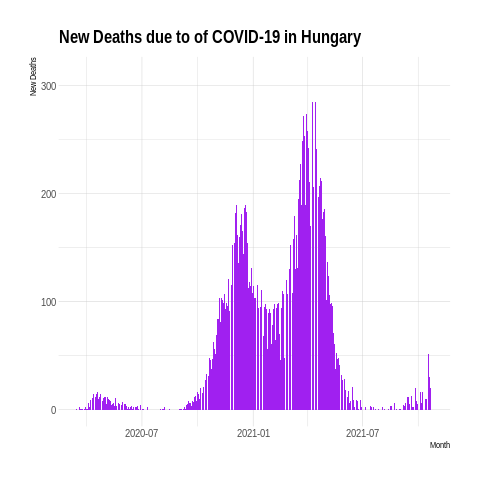 New Deaths due to of COVID-19 in Hungary
New Deaths
300
200
100
0
2020-07
2021-01
2021-07
Month